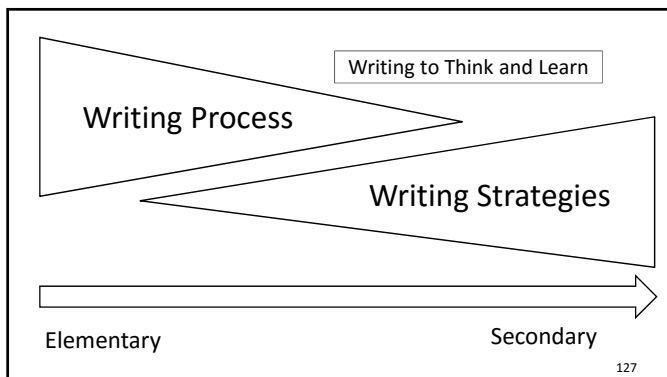 Writing to Think and Learn
Writing Process
Writing Strategies
Elementary
Secondary
127